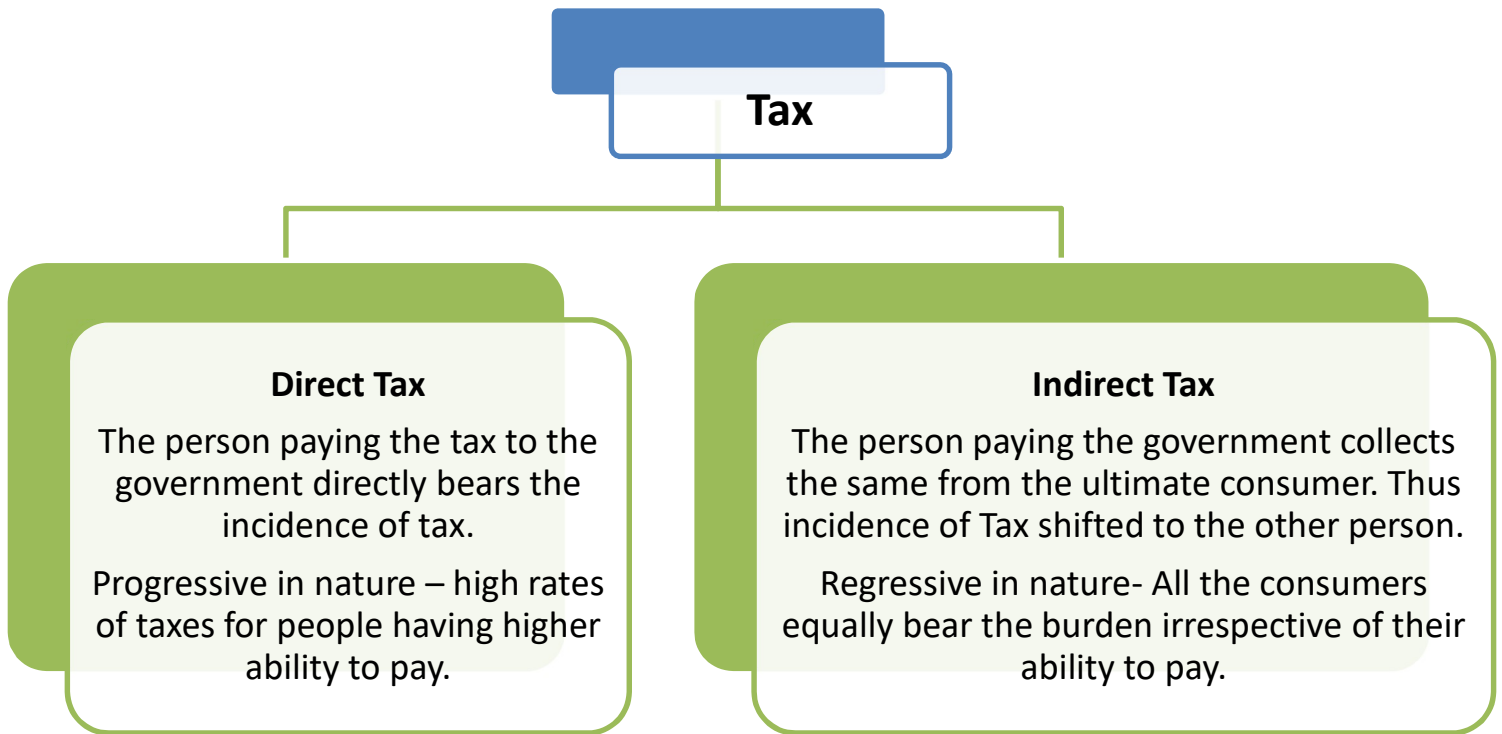 Tax
Direct Tax
The person paying the tax to the
government directly bears the
incidence of tax.
Progressive in nature – high rates
of taxes for people having higher
ability to pay.
Indirect Tax
The person paying the government collects
the same from the ultimate consumer. Thus
incidence of Tax shifted to the other person.
Regressive in nature- All the consumers
equally bear the burden irrespective of their
ability to pay.